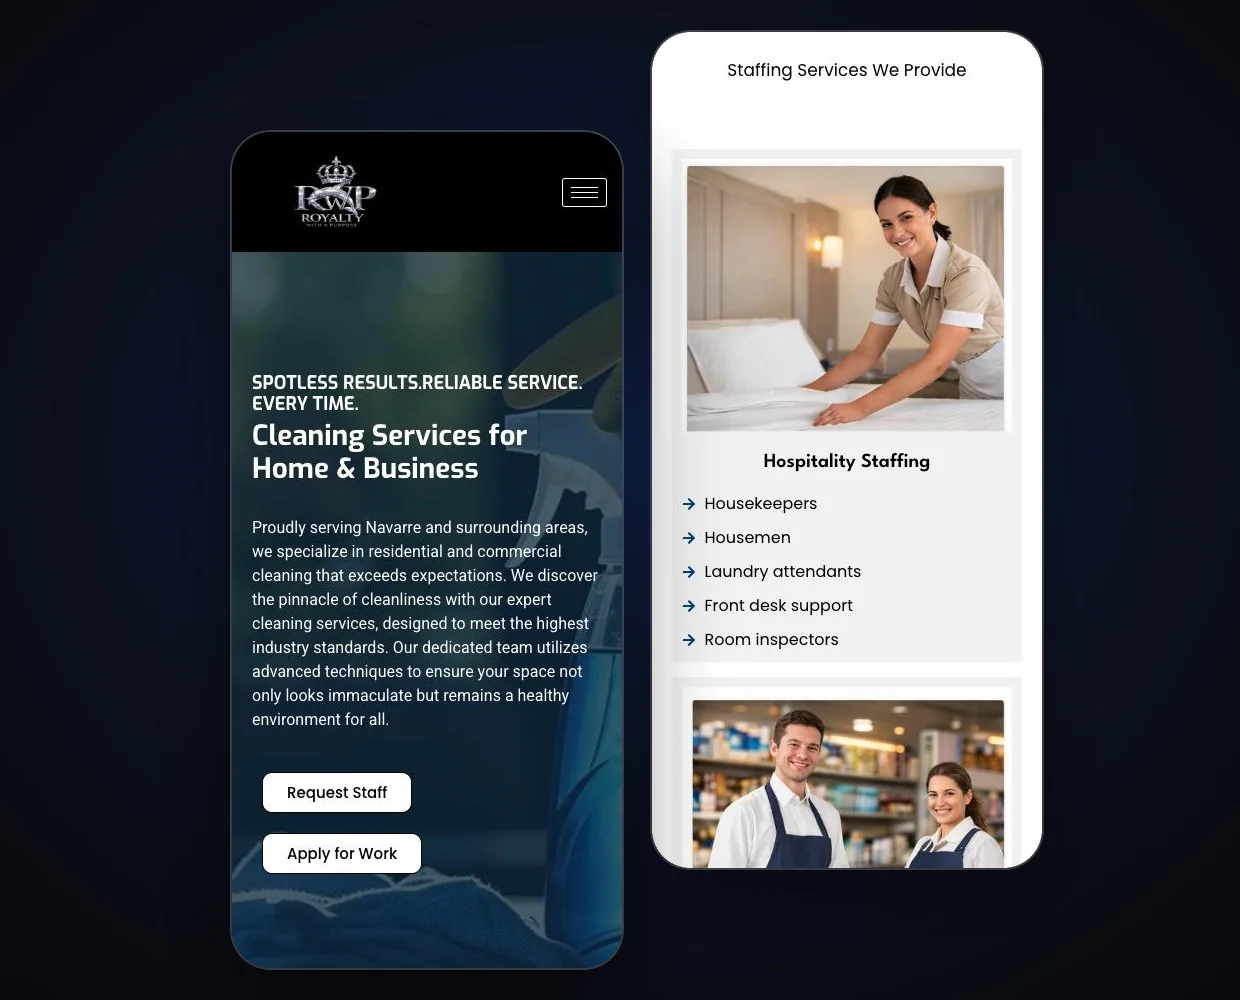 RWP
ROYALTY
WITH A PURPOSE
SPOTLESS RESULTS.RELIABLE SERVICE.
EVERY TIME.
Cleaning Services for
Home & Business
Proudly serving Navarre and surrounding areas,
we specialize in residential and commercial
cleaning that exceeds expectations. We discover
the pinnacle of cleanliness with our expert
cleaning services, designed to meet the highest
industry standards. Our dedicated team utilizes
advanced techniques to ensure your space not
only looks immaculate but remains a healthy
environment for all.
Request Staff
Apply for Work
Staffing Services We Provide
Hospitality Staffing
Housekeepers
Housemen
Laundry attendants
Front desk support
Room inspectors